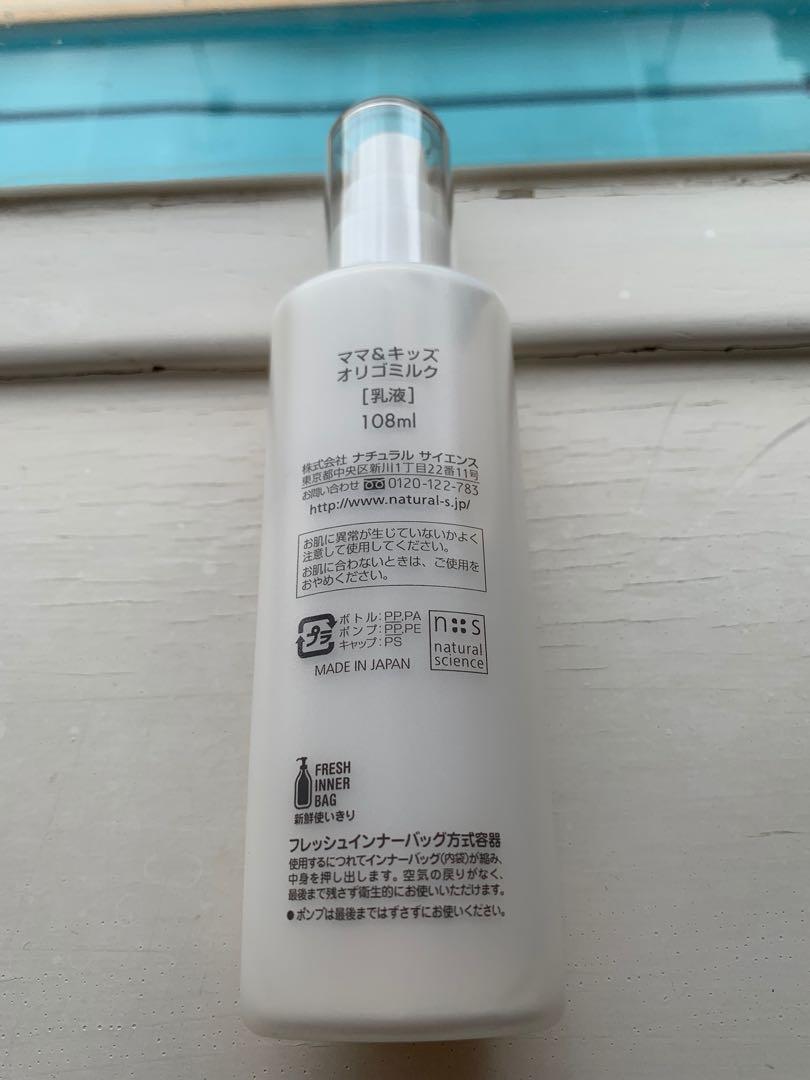 ママ&キッズ
オリゴミルク
[乳液]
108ml
株式会社 ナチュラル サイエンス
東京都中央区新川1丁目22番11号
お問い合わせ 0120-122-783
http://www.natural-s.jp/
お肌に異常が生じていないかよく
注意して使用してください。
お肌に合わないときは、ご使用を
おやめください。
プラ
ボトル:PP,PA
ポンプ:PP,PE
キャップ:PS
MADE IN JAPAN
n::s
natural
science
FRESH
INNER
BAG
新鮮使いきり
フレッシュインナーバッグ方式容器
使用するにつれてインナーバッグ(内袋)が縮み、
中身を押し出します。空気の戻りがなく、
最後まで残さず衛生的にお使いいただけます。
●ポンプは最後まではずさずにお使いください。